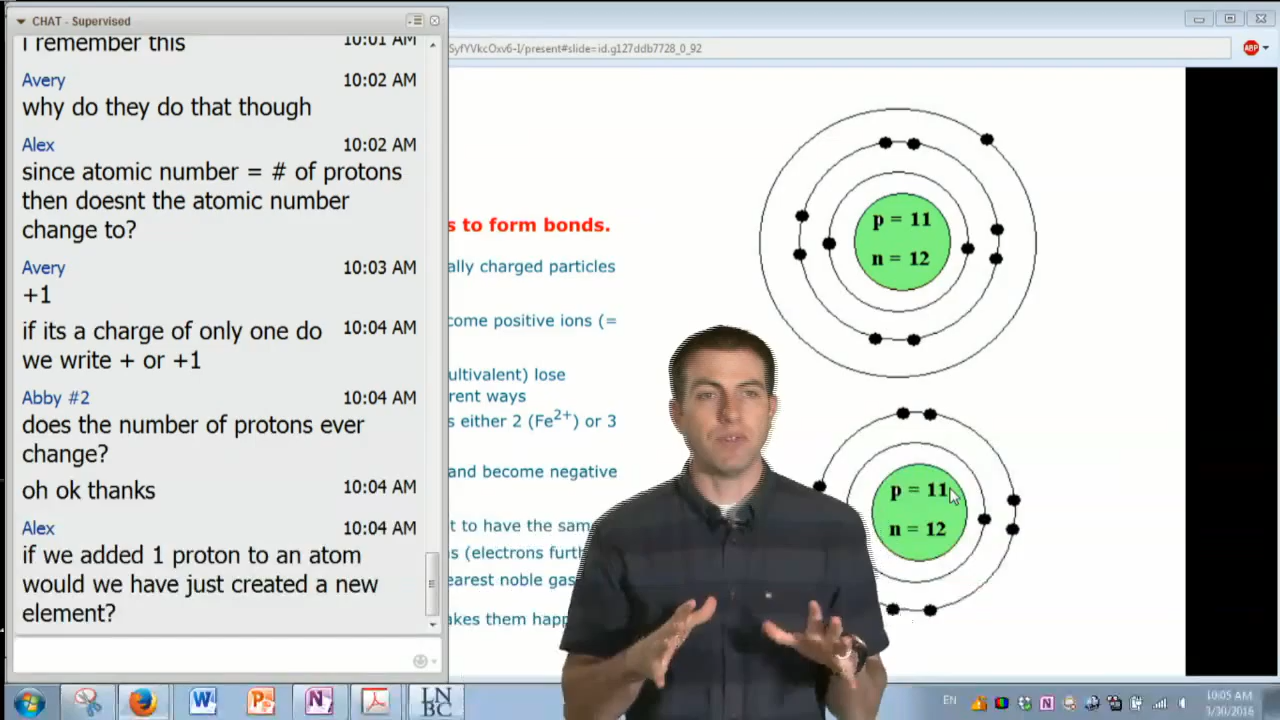 CHAT - Supervised
i remember this 10:01 AM
Avery 10:02 AM
why do they do that though
Alex 10:02 AM
since atomic number = # of protons
then doesnt the atomic number
change to?
Avery 10:03 AM
+1
if its a charge of only one do 10:04 AM
we write + or +1
Abby #2 10:04 AM
does the number of protons ever
change?
oh ok thanks 10:04 AM
Alex 10:04 AM
if we added 1 proton to an atom
would we have just created a new
element?
SyfYVkcOxv6-I/present#slide=id.g127ddb7728_0_92
ABP
s to form bonds.
ally charged particles
come positive ions (=
ultivalent) lose
rent ways
s either 2 (Fe2+) or 3
and become negative
t to have the sam
ns (electrons furth
earest noble gas
akes them happ
p = 11
n = 12
p = 11
n = 12
LN
BC
EN
10:05 AM
3/30/2016